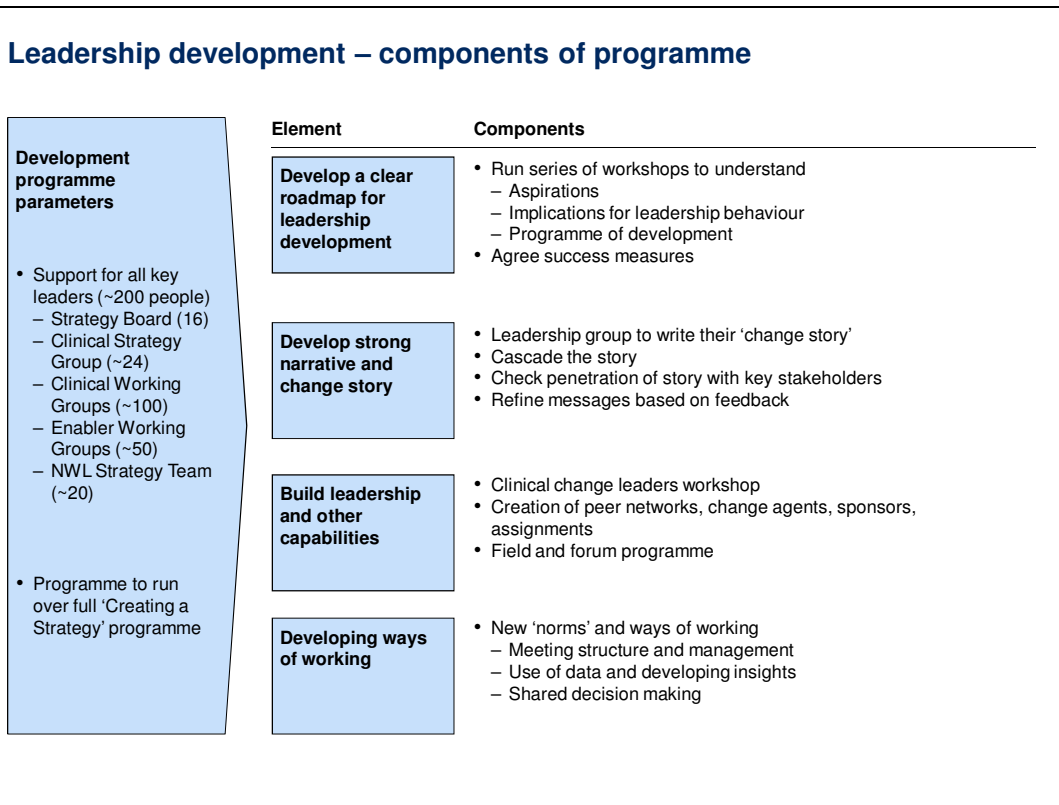 Leadership development – components of programme
Development
programme
parameters
• Support for all key
leaders (~200 people)
– Strategy Board (16)
– Clinical Strategy
Group (~24)
– Clinical Working
Groups (~100)
– Enabler Working
Groups (~50)
– NWL Strategy Team
(~20)
• Programme to run
over full ‘Creating a
Strategy’ programme
Element
Components
Develop a clear
roadmap for
leadership
development
• Run series of workshops to understand
– Aspirations
– Implications for leadership behaviour
– Programme of development
• Agree success measures
Develop strong
narrative and
change story
• Leadership group to write their ‘change story’
• Cascade the story
• Check penetration of story with key stakeholders
• Refine messages based on feedback
Build leadership
and other
capabilities
• Clinical change leaders workshop
• Creation of peer networks, change agents, sponsors,
assignments
• Field and forum programme
Developing ways
of working
• New ‘norms’ and ways of working
– Meeting structure and management
– Use of data and developing insights
– Shared decision making